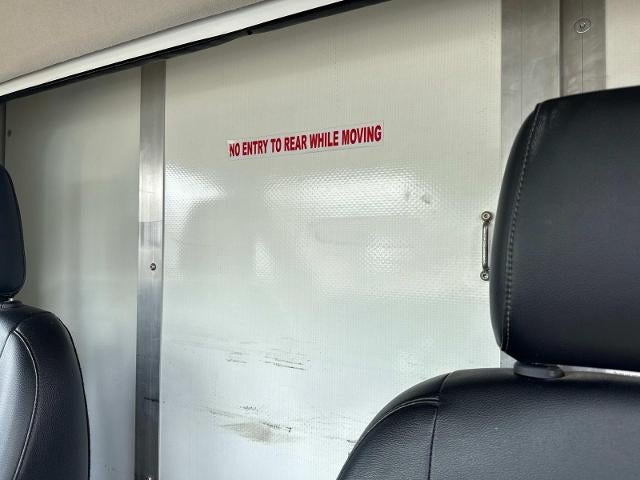 NO ENTRY TO REAR WHILE MOVING